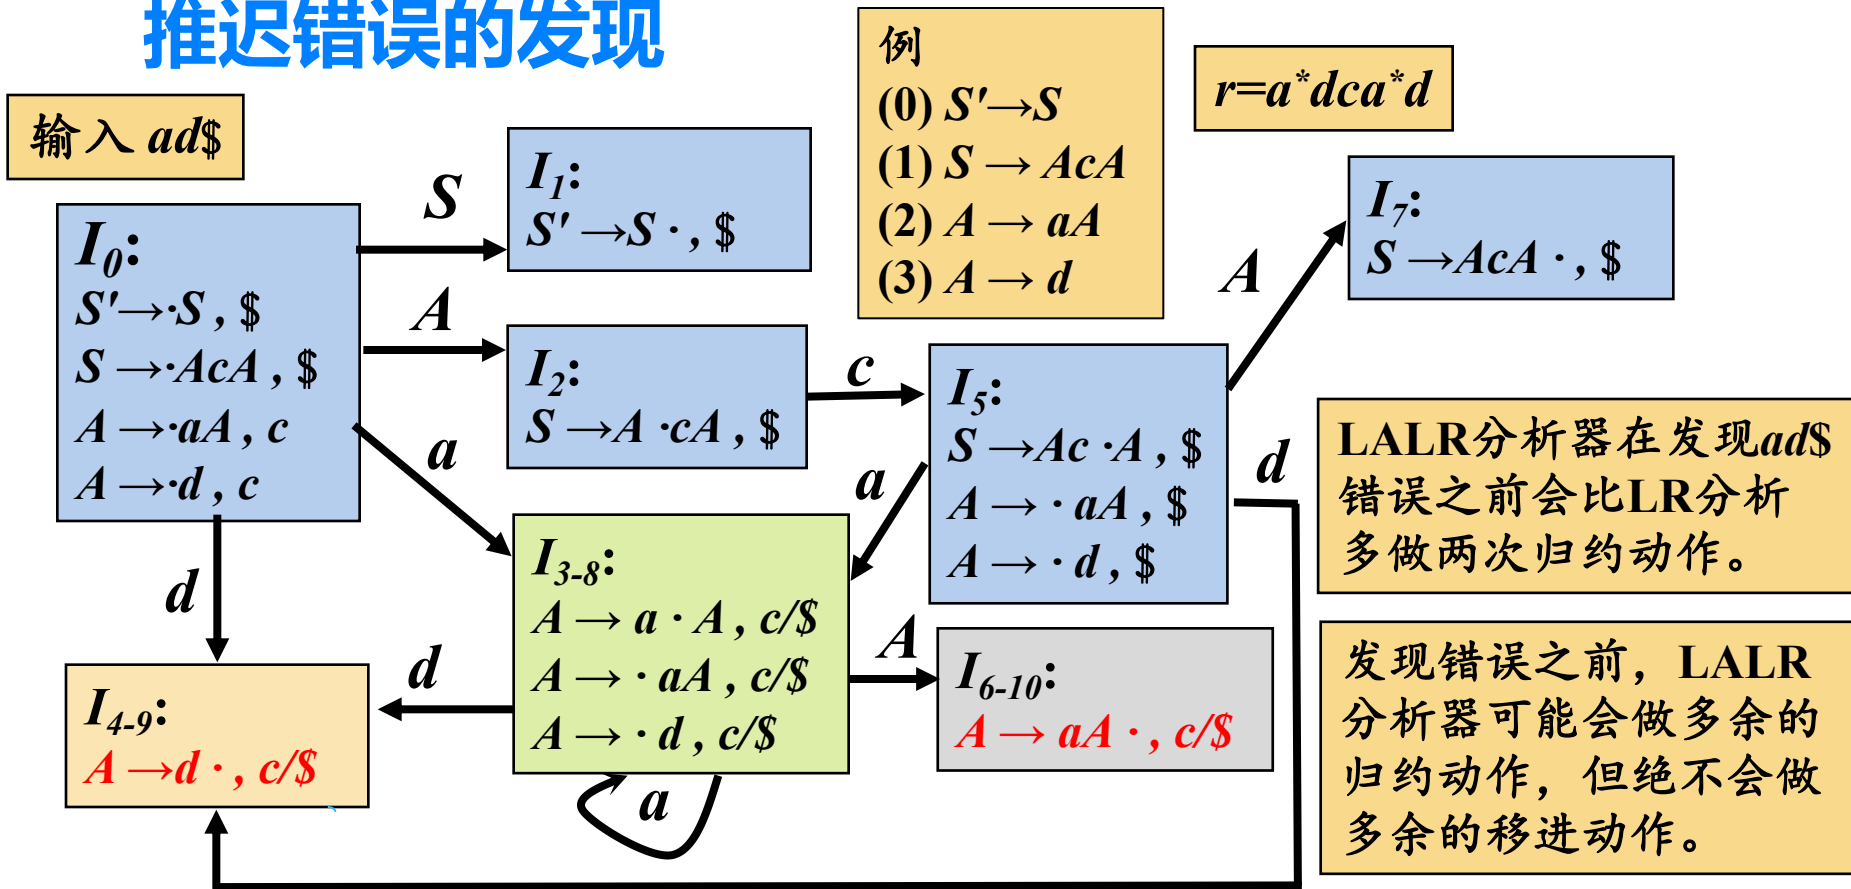 推迟错误的发现
输入 ad$
例
(0) S'→S
(1) S → AcA
(2) A → aA
(3) A → d
r=a*dca*d
I0:
S'→·S , $
S →·AcA , $
A →·aA , c
A →·d , c
S
I1:
S' →S · , $
A
I2:
S →A ·cA , $
c
I5:
S →Ac ·A , $
A → · aA , $
A → · d , $
A
I7:
S →AcA · , $
a
a
d
d
I3-8:
A → a · A , c/$
A → · aA , c/$
A → · d , c/$
a
d
I4-9:
A →d · , c/$
A
I6-10:
A → aA · , c/$
LALR分析器在发现ad$
错误之前会比LR分析
多做两次归约动作。
发现错误之前，LALR
分析器可能会做多余的
归约动作，但绝不会做
多余的移进动作。